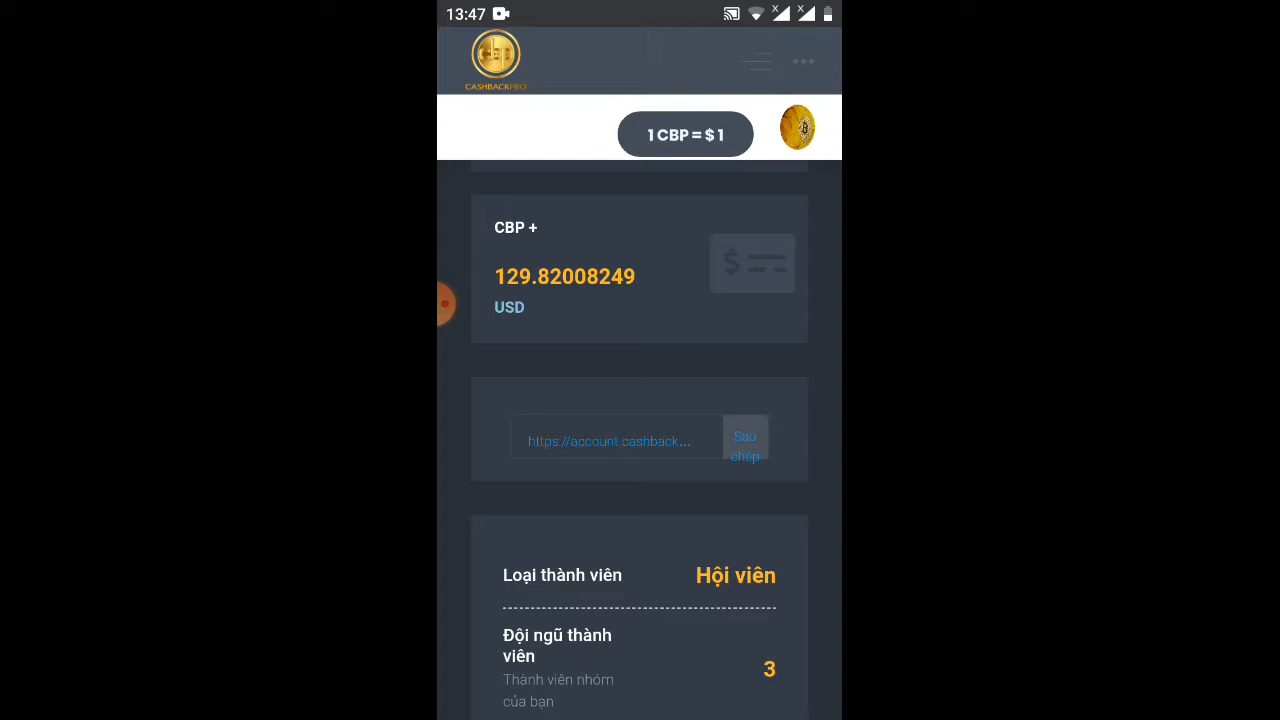 13:47
CASHBACKPRO
1 CBP = $ 1
CBP +
129.82008249
USD
https://account.cashback...
Sao
chép
Loại thành viên
Hội viên
Đội ngũ thành
viên
3
Thành viên nhóm
của bạn